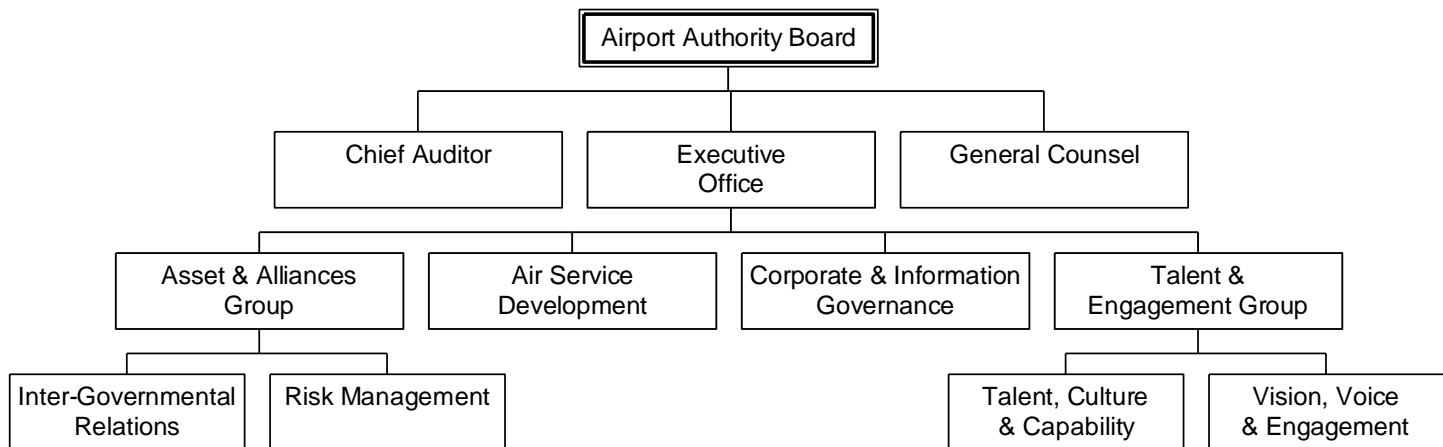 Airport Authority Board
Chief Auditor
Executive
Office
General Counsel
Asset & Alliances
Group
Air Service
Development
Corporate & Information
Governance
Talent &
Engagement Group
Inter-Governmental
Relations
Risk Management
Talent, Culture
& Capability
Vision, Voice
& Engagement